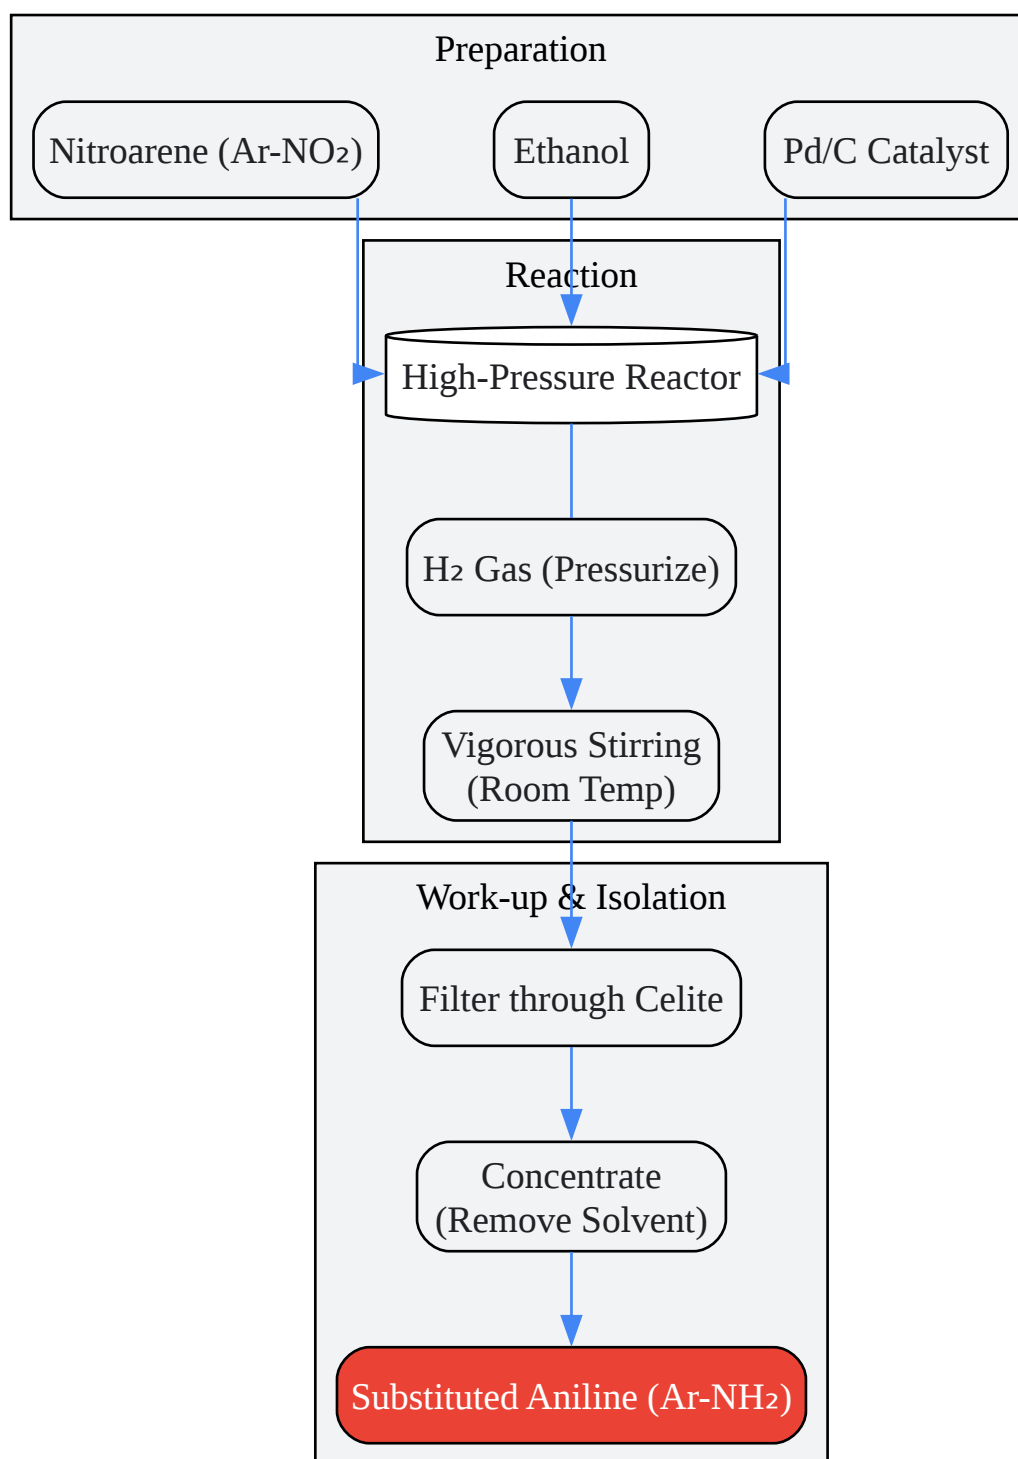 Preparation
Nitroarene (Ar-NO₂)
Ethanol
Pd/C Catalyst
Reaction
High-Pressure Reactor
H₂ Gas (Pressurize)
Vigorous Stirring
(Room Temp)
Work-up & Isolation
Filter through Celite
Concentrate
(Remove Solvent)
Substituted Aniline (Ar-NH₂)